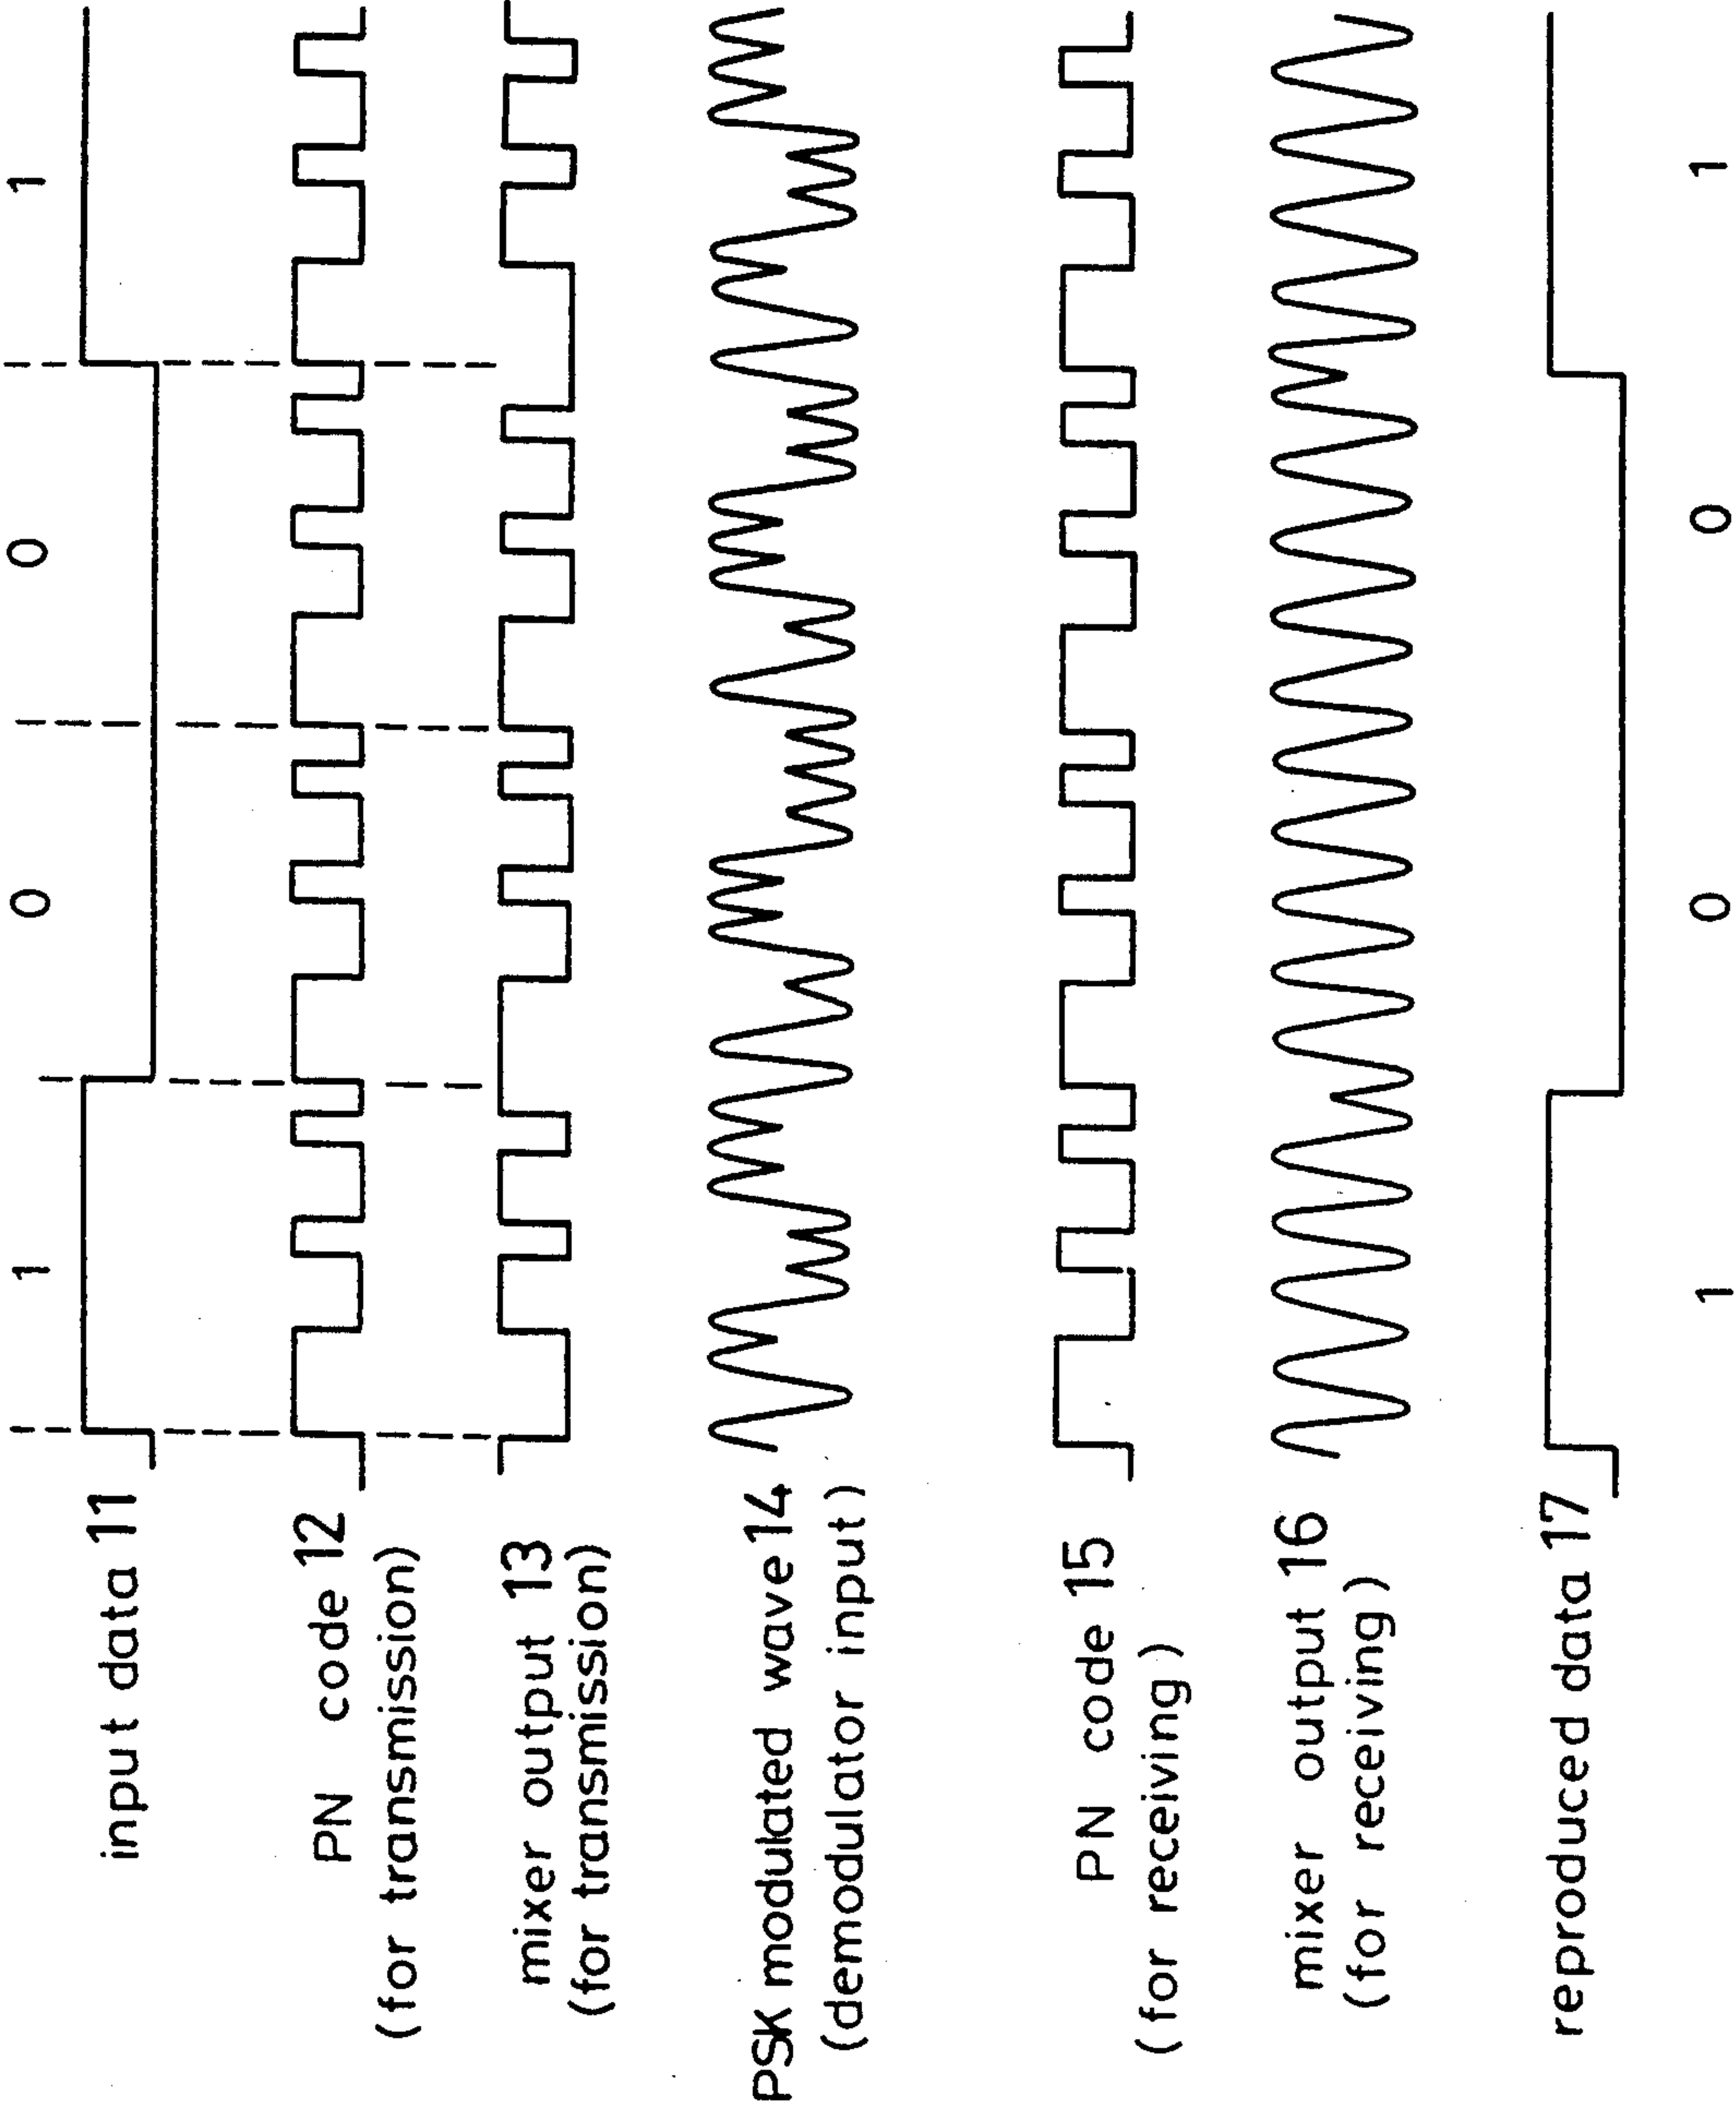 1 0 0 1
input data 11
PN code 12
(for transmission)
mixer output 13
(for transmission)
PSK modulated wave 14
(demodulator input)
PN code 15
(for receiving)
mixer output 16
(for receiving)
reproduced data 17
1 0 0 1